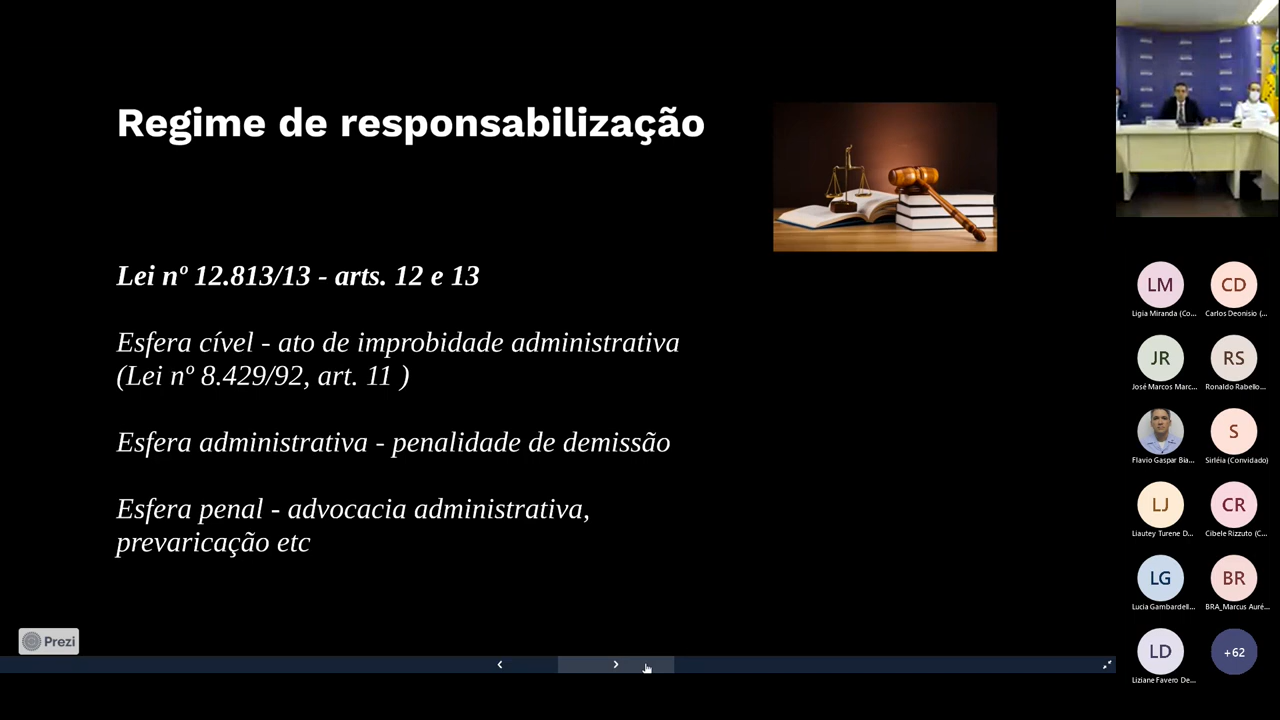 Regime de responsabilização
Lei nº 12.813/13 - arts. 12 e 13
Esfera cível - ato de improbidade administrativa
(Lei nº 8.429/92, art. 11 )
Esfera administrativa - penalidade de demissão
Esfera penal - advocacia administrativa,
prevaricação etc
Prezi
LM
CD
Ligia Miranda (Co...
Carlos Deonisio (...
JR
RS
José Marcos Marc...
Ronaldo Rabello...
S
Flavio Gaspar Bia...
Sirléia (Convidado)
LJ
CR
Liautey Turene D...
Cibele Rizzuto (C...
LG
BR
Lucia Gambardell...
BRA_Marcus Auré...
LD
+62
Liziane Favero De...